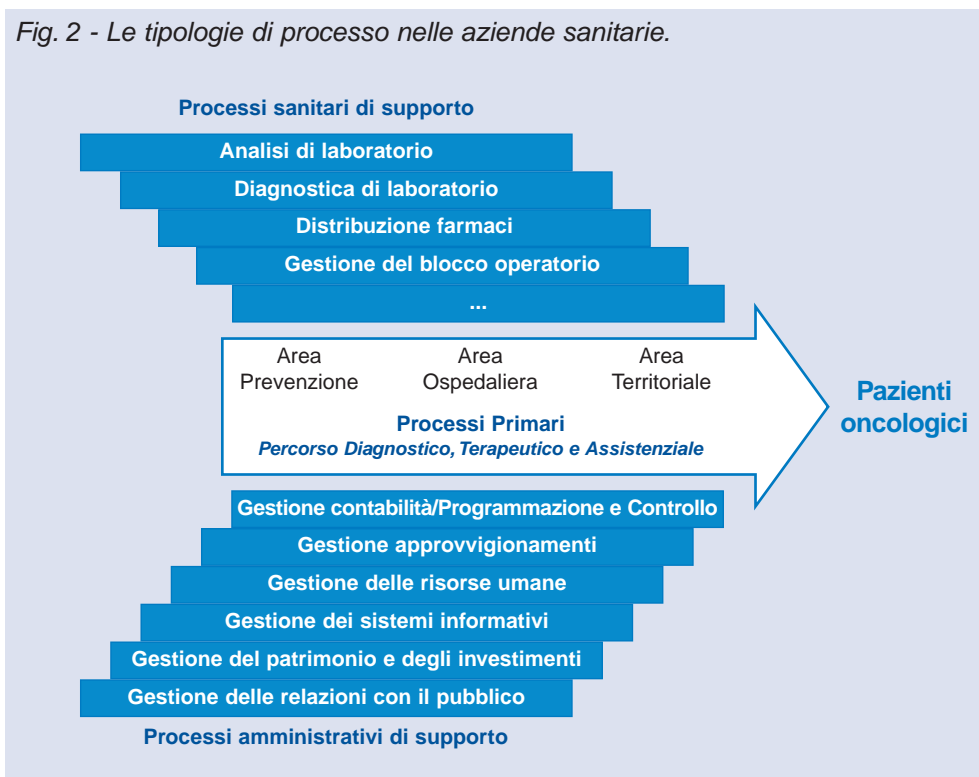 Fig. 2 - Le tipologie di processo nelle aziende sanitarie.
Processi sanitari di supporto
Analisi di laboratorio
Diagnostica di laboratorio
Distribuzione farmaci
Gestione del blocco operatorio
...
Area Prevenzione
Area Ospedaliera
Area Territoriale
Processi Primari
Percorso Diagnostico, Terapeutico e Assistenziale
Pazienti
oncologici
Gestione contabilità/Programmazione e Controllo
Gestione approvvigionamenti
Gestione delle risorse umane
Gestione dei sistemi informativi
Gestione del patrimonio e degli investimenti
Gestione delle relazioni con il pubblico
Processi amministrativi di supporto